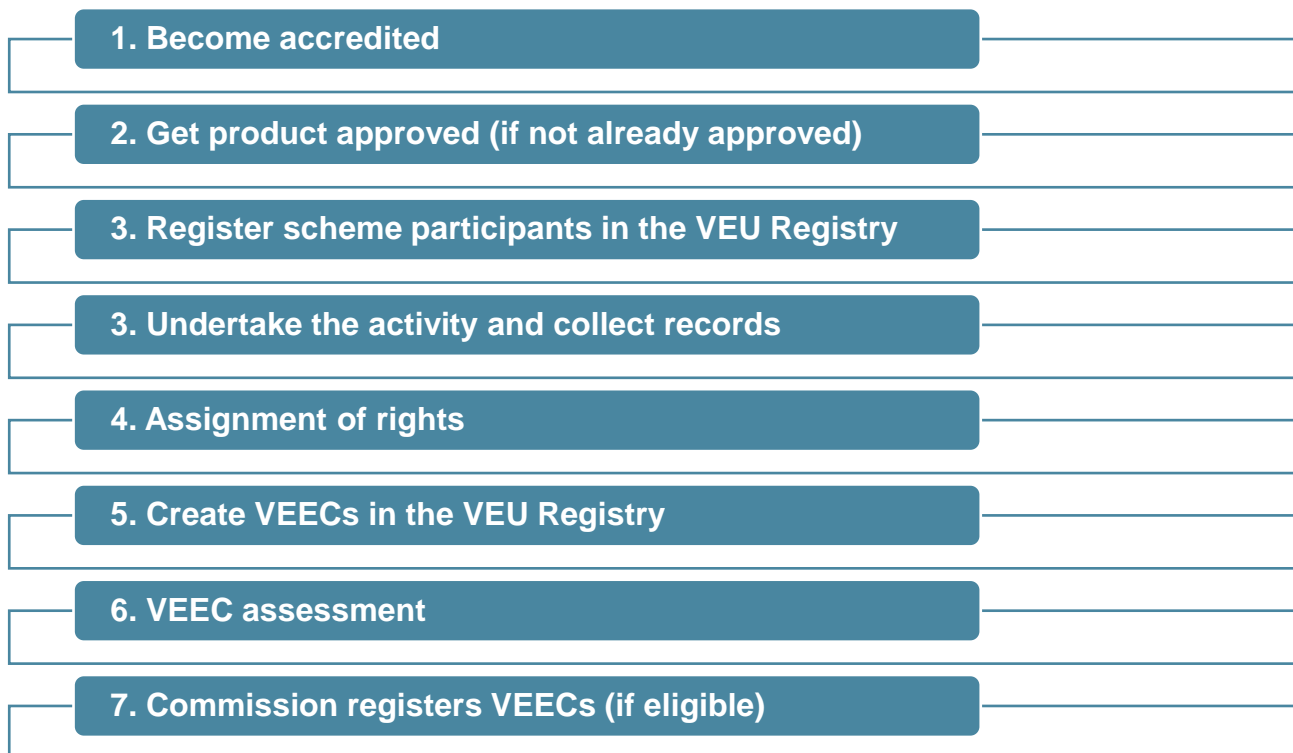 1. Become accredited
2. Get product approved (if not already approved)
3. Register scheme participants in the VEU Registry
3. Undertake the activity and collect records
4. Assignment of rights
5. Create VEECs in the VEU Registry
6. VEEC assessment
7. Commission registers VEECs (if eligible)